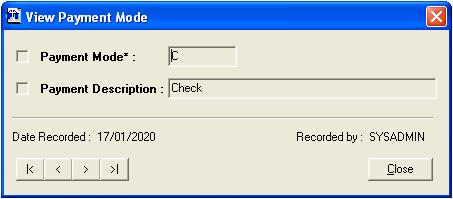 View Payment Mode
Payment Mode* : C
Payment Description : Check
Date Recorded : 17/01/2020 Recorded by : SYSADMIN
|< < > >| Close